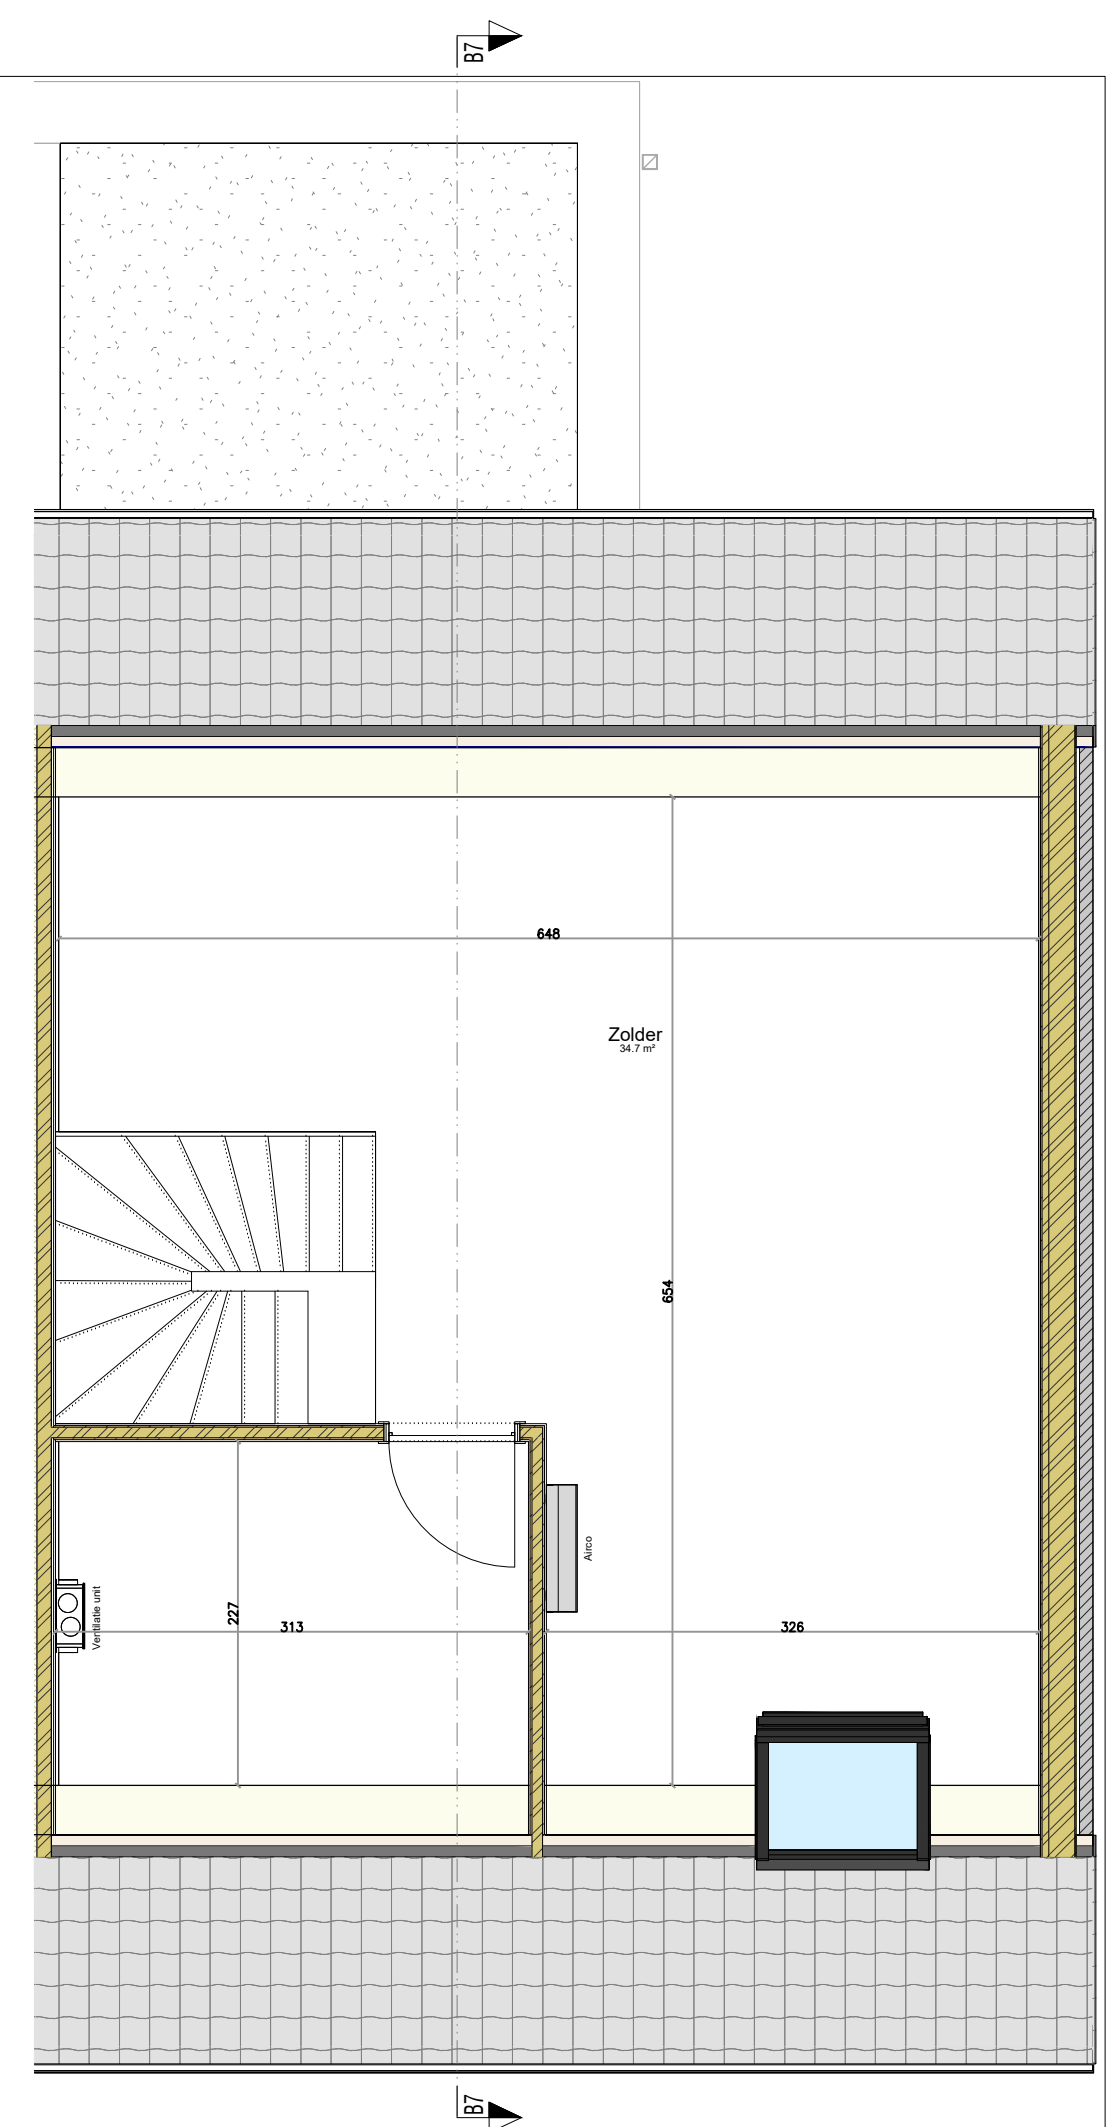 B7
648
Zolder
34.7 m²
654
Airco
Ventilatie unit
227
313
326
B7